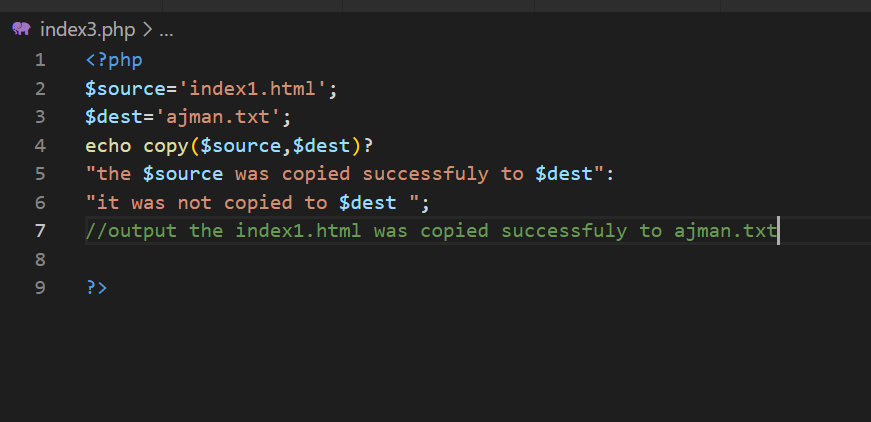 index3.php > ...
1 <?php
2 $source='index1.html';
3 $dest='ajman.txt';
4 echo copy($source,$dest)?
5 "the $source was copied successfuly to $dest":
6 "it was not copied to $dest ";
7 //output the index1.html was copied successfuly to ajman.txt
8
9 ?>